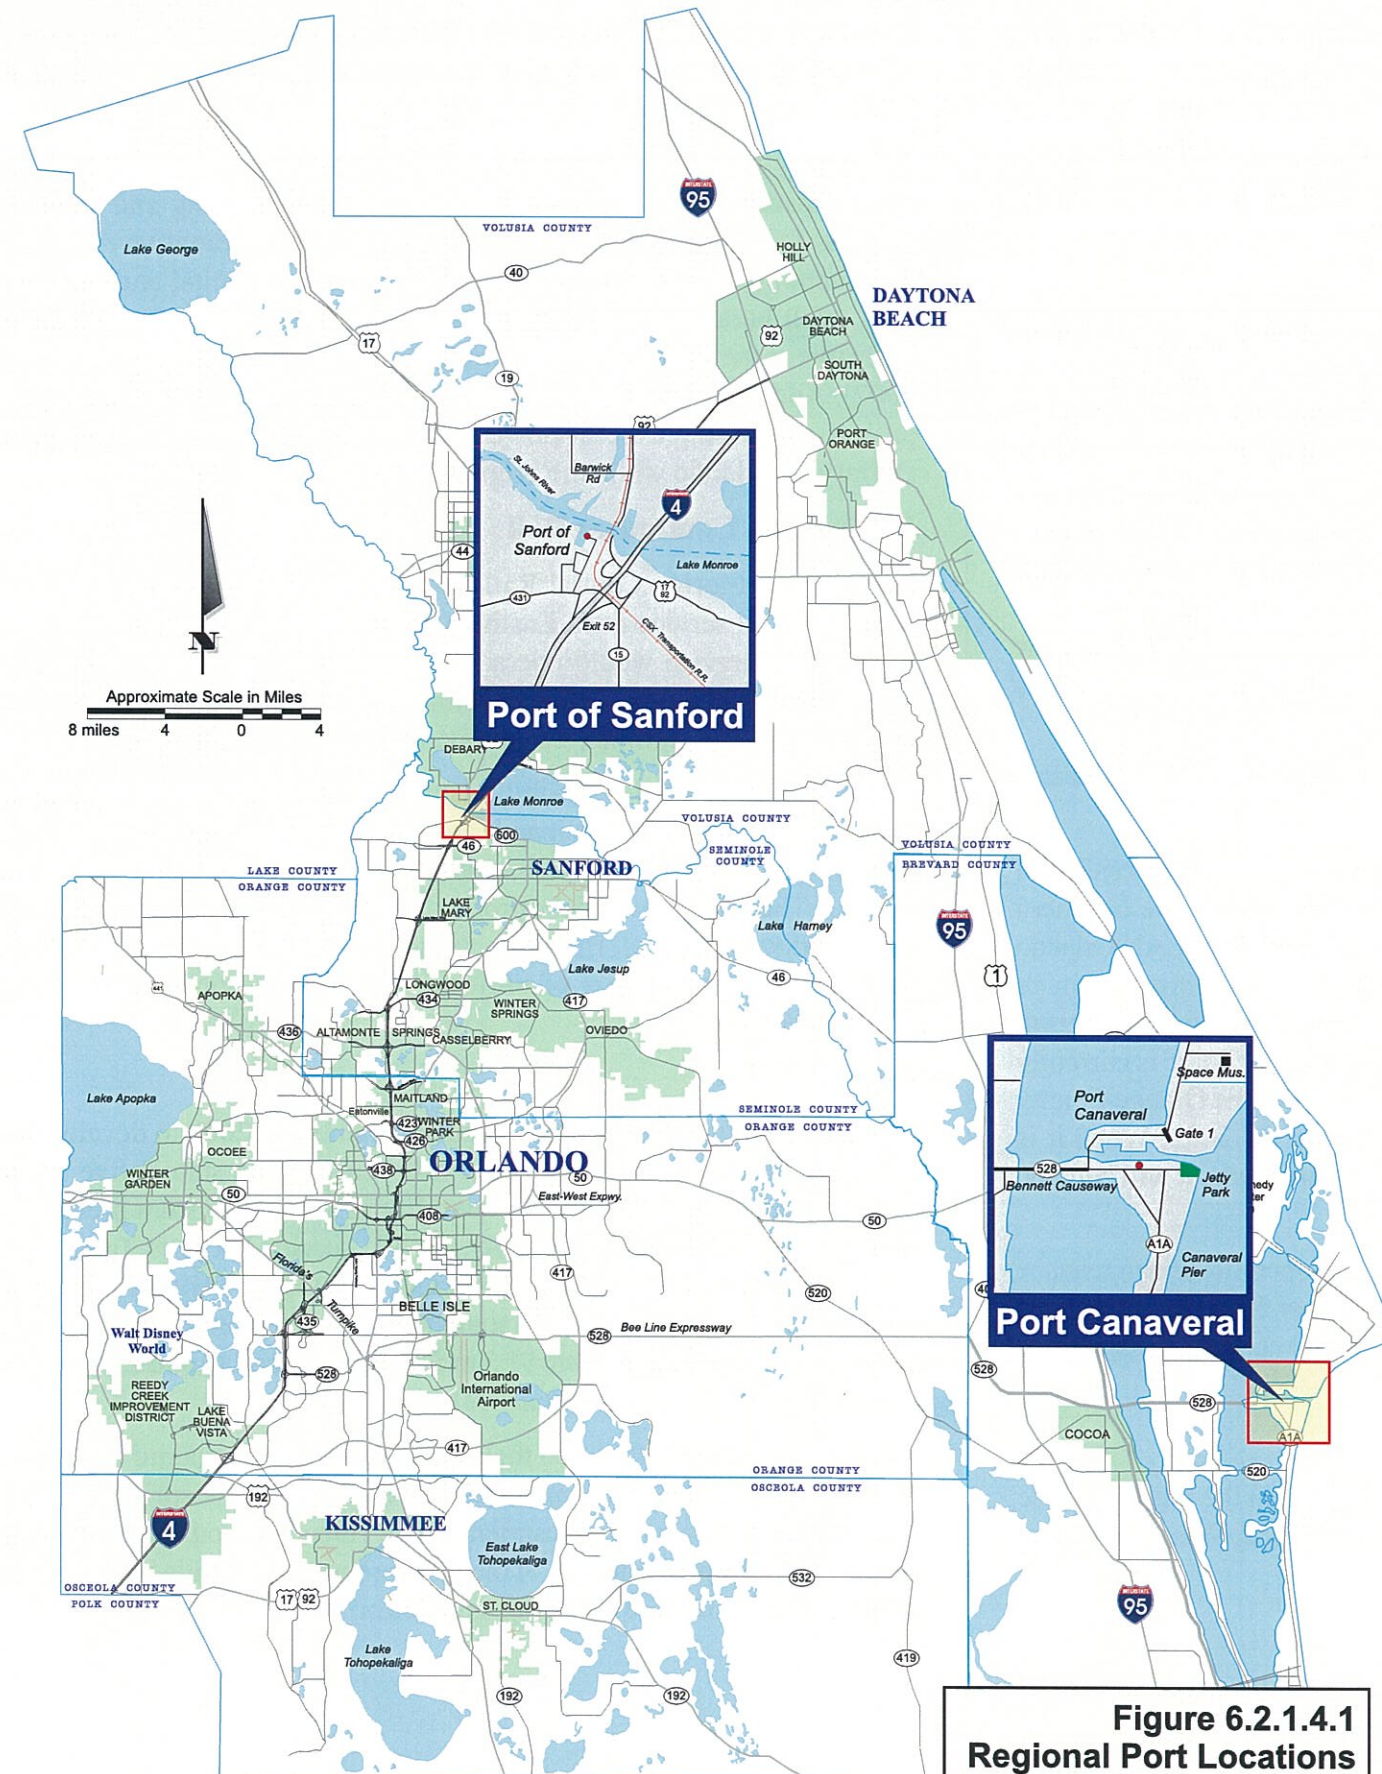 INTERSTATE
95
VOLUSIA COUNTY
Lake George
HOLLY
HILL
40
DAYTONA
BEACH
DAYTONA
BEACH
92
17
SOUTH
DAYTONA
19
92
PORT
ORANGE
St. Johns River
Barwick
Rd
INTERSTATE
4
Port of
Sanford
44
Lake Monroe
17
92
431
Exit 52
CSX Transportation R.R.
15
N
Approximate Scale in Miles
8 miles 4 0 4
Port of Sanford
DEBARY
Lake Monroe
600
46
VOLUSIA COUNTY
SEMINOLE
COUNTY
VOLUSIA COUNTY
BREVARD COUNTY
SANFORD
LAKE COUNTY
ORANGE COUNTY
LAKE
MARY
Lake Harney
INTERSTATE
95
Lake Jesup
46
1
LONGWOOD
434
APOPKA
441
WINTER
SPRINGS
417
436
ALTAMONTE SPRINGS
CASSELBERRY
OVIEDO
Space Mus.
Port
Canaveral
Gate 1
Lake Apopka
MAITLAND
Eatonville
423
WINTER
PARK
426
SEMINOLE COUNTY
ORANGE COUNTY
OCOEE
438
ORLANDO
50
528
Bennett Causeway
Jetty
Park
WINTER
GARDEN
50
East-West Expwy.
408
50
A1A
Canaveral
Pier
Florida's
Turnpike
417
520
40
Port Canaveral
BELLE ISLE
435
528
Bee Line Expressway
Walt Disney
World
528
528
Orlando
International
Airport
REEDY
CREEK
IMPROVEMENT
DISTRICT
LAKE
BUENA
VISTA
528
COCOA
A1A
417
ORANGE COUNTY
OSCEOLA COUNTY
520
192
INTERSTATE
4
KISSIMMEE
East Lake
Tohopekaliga
532
OSCEOLA COUNTY
POLK COUNTY
17 92
ST. CLOUD
INTERSTATE
95
Lake
Tohopekaliga
419
192
192
Figure 6.2.1.4.1
Regional Port Locations